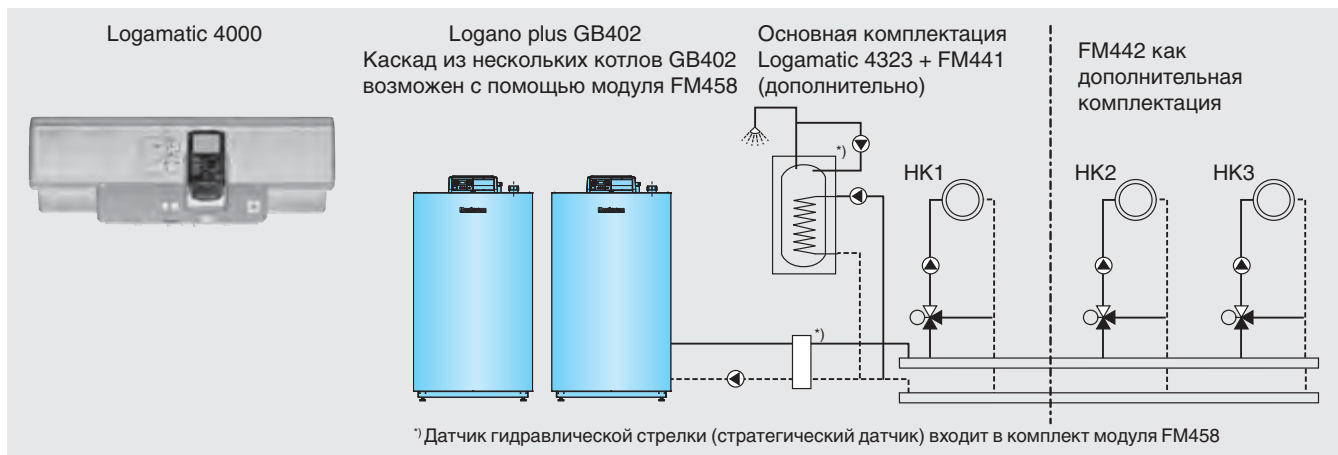 Logamatic 4000
Logano plus GB402
Каскад из нескольких котлов GB402
возможен с помощью модуля FM458
Основная комплектация
Logamatic 4323 + FM441
(дополнительно)
FM442 как
дополнительная
комплектация
*)
HK1
HK2
HK3
*)
*) Датчик гидравлической стрелки (стратегический датчик) входит в комплект модуля FM458